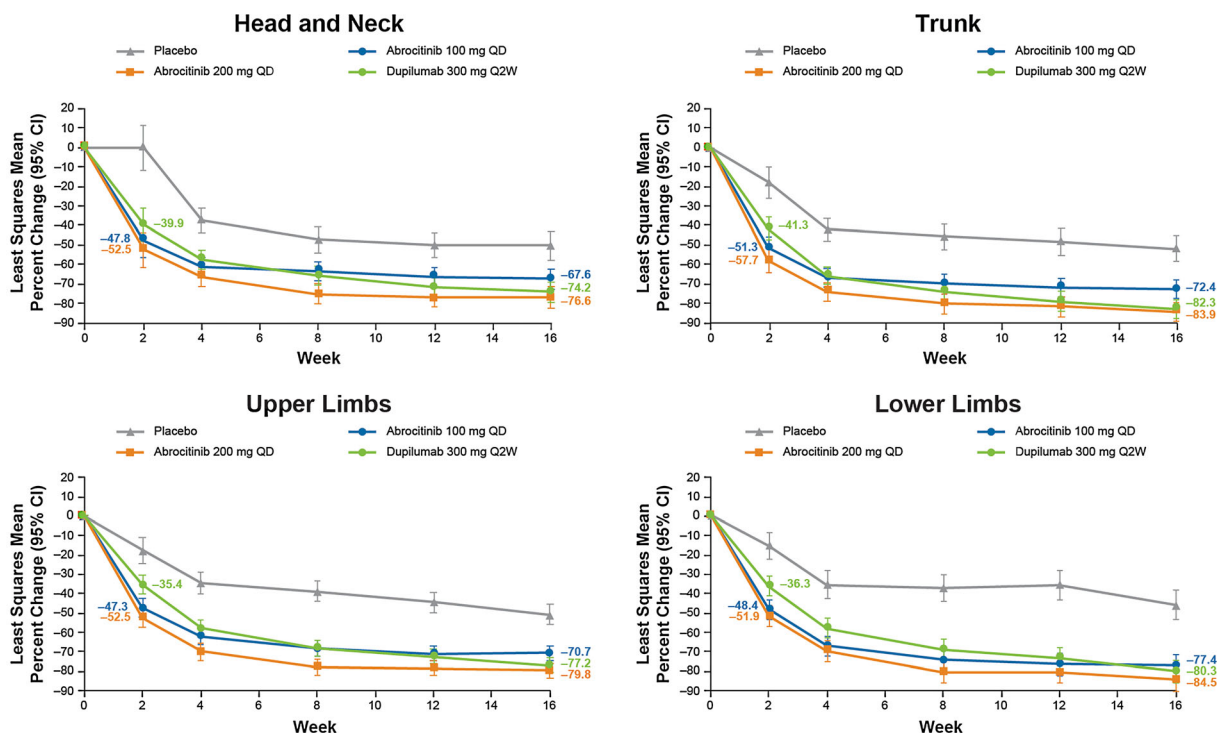 Head and Neck
Placebo
Abrocitinib 100 mg QD
Abrocitinib 200 mg QD
Dupilumab 300 mg Q2W
Least Squares Mean
Percent Change (95% CI)
20
10
0
–10
–20
–30
–40
–50
–60
–70
–80
–90
–39.9
–47.8
–52.5
–67.6
–74.2
–76.6
0 2 4 6 8 10 12 14 16
Week
Trunk
Placebo
Abrocitinib 100 mg QD
Abrocitinib 200 mg QD
Dupilumab 300 mg Q2W
Least Squares Mean
Percent Change (95% CI)
20
10
0
–10
–20
–30
–40
–50
–60
–70
–80
–90
–41.3
–51.3
–57.7
–72.4
–82.3
–83.9
0 2 4 6 8 10 12 14 16
Week
Upper Limbs
Placebo
Abrocitinib 100 mg QD
Abrocitinib 200 mg QD
Dupilumab 300 mg Q2W
Least Squares Mean
Percent Change (95% CI)
20
10
0
–10
–20
–30
–40
–50
–60
–70
–80
–90
–35.4
–47.3
–52.5
–70.7
–77.2
–79.8
0 2 4 6 8 10 12 14 16
Week
Lower Limbs
Placebo
Abrocitinib 100 mg QD
Abrocitinib 200 mg QD
Dupilumab 300 mg Q2W
Least Squares Mean
Percent Change (95% CI)
20
10
0
–10
–20
–30
–40
–50
–60
–70
–80
–90
–36.3
–48.4
–51.9
–77.4
–80.3
–84.5
0 2 4 6 8 10 12 14 16
Week